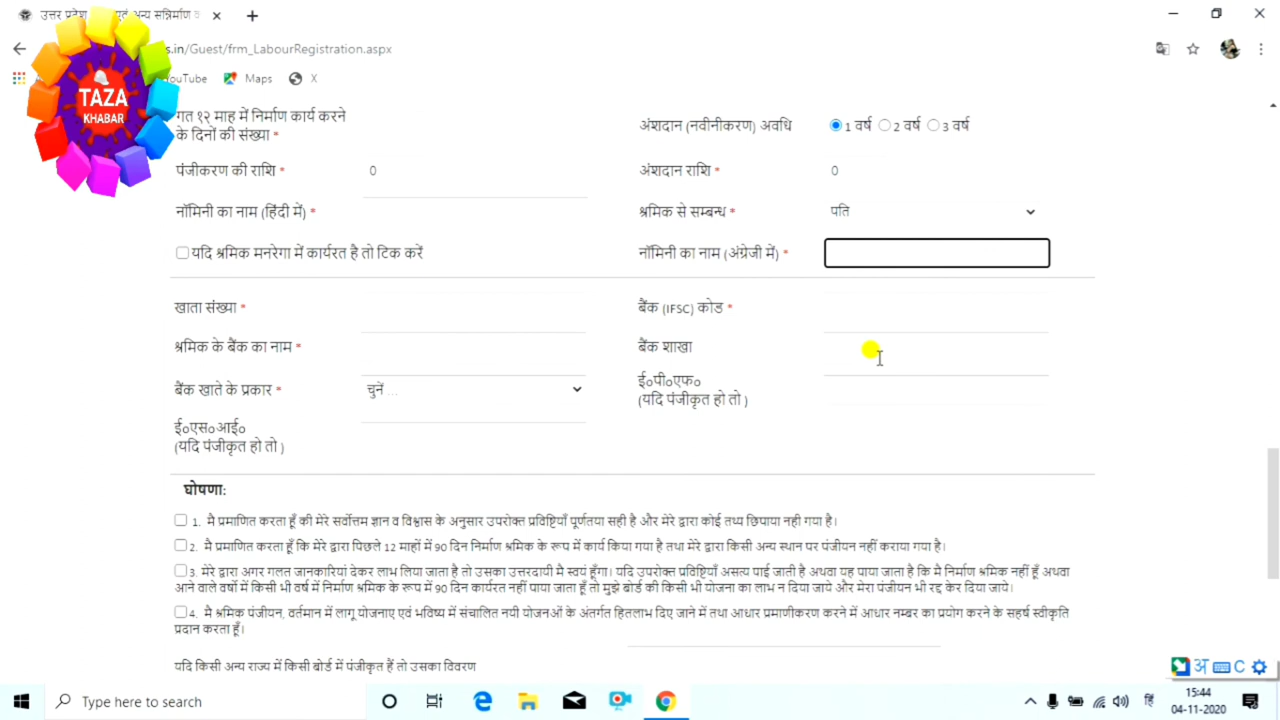 उत्तर प्रदेश
एवं अन्य सन्निर्माण क
s.in/Guest/frm_LabourRegistration.aspx
YouTube
Maps
X
TAZA
KHABAR
गत १२ माह में निर्माण कार्य करने
के दिनों की संख्या *
अंशदान (नवीनीकरण) अवधि
1 वर्ष 2 वर्ष 3 वर्ष
पंजीकरण की राशि *
0
अंशदान राशि *
0
नॉमिनी का नाम (हिंदी में) *
श्रमिक से सम्बन्ध *
पति
यदि श्रमिक मनरेगा में कार्यरत है तो टिक करें
नॉमिनी का नाम (अंग्रेजी में) *
खाता संख्या *
बैंक (IFSC) कोड *
श्रमिक के बैंक का नाम *
बैंक शाखा
बैंक खाते के प्रकार *
चुनें ...
ई०पी०एफ०
(यदि पंजीकृत हो तो )
ई०एस०आई०
(यदि पंजीकृत हो तो )
घोषणा:
1. मै प्रमाणित करता हूँ की मेरे सर्वोत्तम ज्ञान व विश्वास के अनुसार उपरोक्त प्रविष्टियाँ पूर्णतया सही है और मेरे द्वारा कोई तथ्य छिपाया नही गया है।
2. मै प्रमाणित करता हूँ कि मेरे द्वारा पिछले 12 माहों में 90 दिन निर्माण श्रमिक के रूप में कार्य किया गया है तथा मेरे द्वारा किसी अन्य स्थान पर पंजीयन नहीं कराया गया है।
3. मेरे द्वारा अगर गलत जानकारियां देकर लाभ लिया जाता है तो उसका उत्तरदायी मै स्वयं हूँगा। यदि उपरोक्त प्रविष्टियाँ असत्य पाई जाती है अथवा यह पाया जाता है कि मै निर्माण श्रमिक नहीं हूँ अथवा
आने वाले वर्षों में किसी भी वर्ष में निर्माण श्रमिक के रूप में 90 दिन कार्यरत नहीं पाया जाता हूँ तो मुझे बोर्ड की किसी भी योजना का लाभ न दिया जाये और मेरा पंजीयन भी रद्द कर दिया जाये।
4. मै श्रमिक पंजीयन, वर्तमान में लागू योजनाए एवं भविष्य में संचालित नयी योजनओं के अंतर्गत हितलाभ दिए जाने में तथा आधार प्रमाणीकरण करने में आधार नम्बर का प्रयोग करने के सहर्ष स्वीकृति
प्रदान करता हूँ।
यदि किसी अन्य राज्य में किसी बोर्ड में पंजीकृत हैं तो उसका विवरण
अ
Type here to search
हिं
15:44
04-11-2020